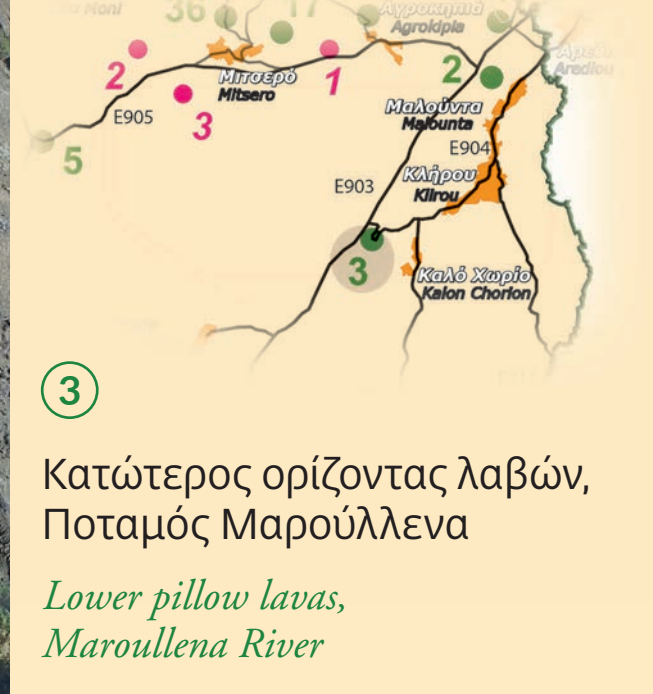 36
17
Αγροκηπιά
Agrokipia
2
Μιτσερό
Mitsero
1
2
Αρεδιού
Arediou
Μαλούντα
Malounta
E905
3
E904
5
E903
Κλήρου
Klirou
3
Καλό Χωριό
Kalon Chorion
3
Κατώτερος ορίζοντας λαβών,
Ποταμός Μαρούλλενα
Lower pillow lavas,
Maroullena River